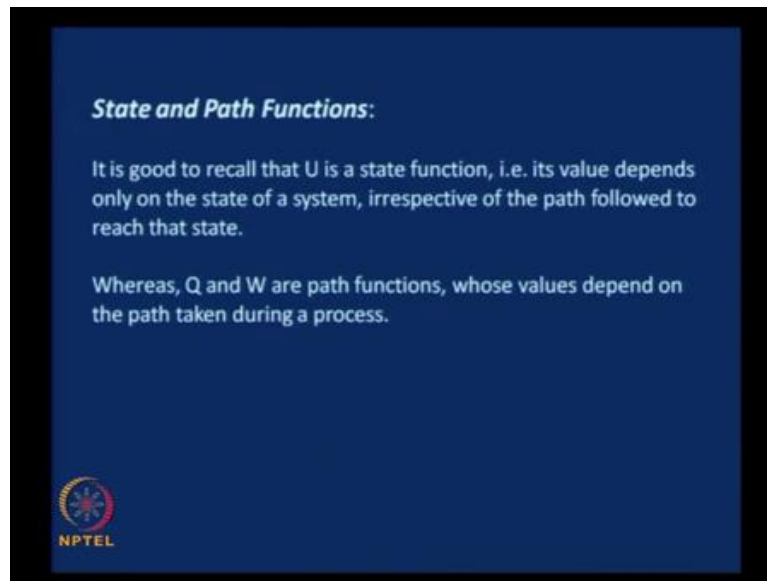 State and Path Functions:
It is good to recall that U is a state function, i.e. its value depends
only on the state of a system, irrespective of the path followed to
reach that state.
Whereas, Q and W are path functions, whose values depend on
the path taken during a process.
NPTEL